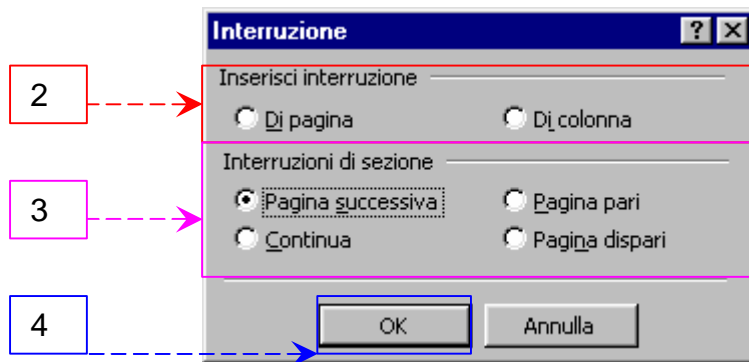 Interruzione
2
Inserisci interruzione
Di pagina Di colonna
3
Interruzioni di sezione
Pagina successiva Pagina pari
Continua Pagina dispari
4
OK Annulla